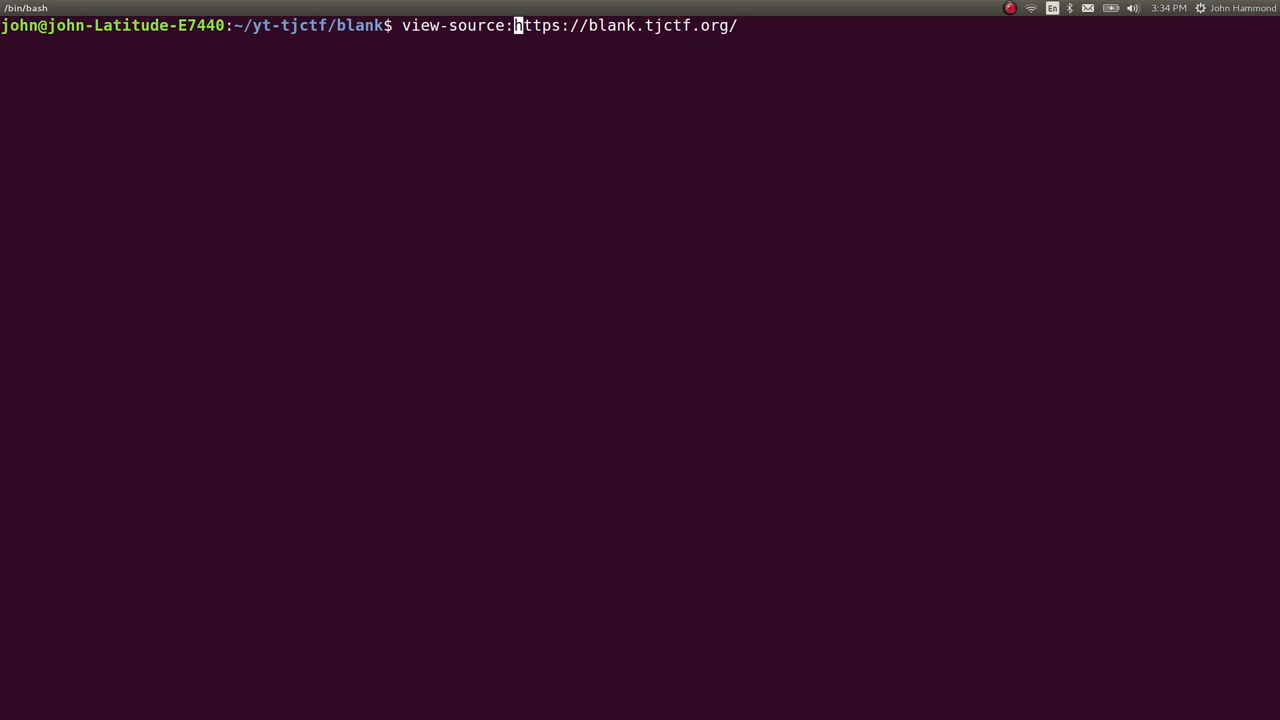 /bin/bash
En
3:34 PM
John Hammond
john@john-Latitude-E7440:~/yt-tjctf/blank$ view-source:https://blank.tjctf.org/